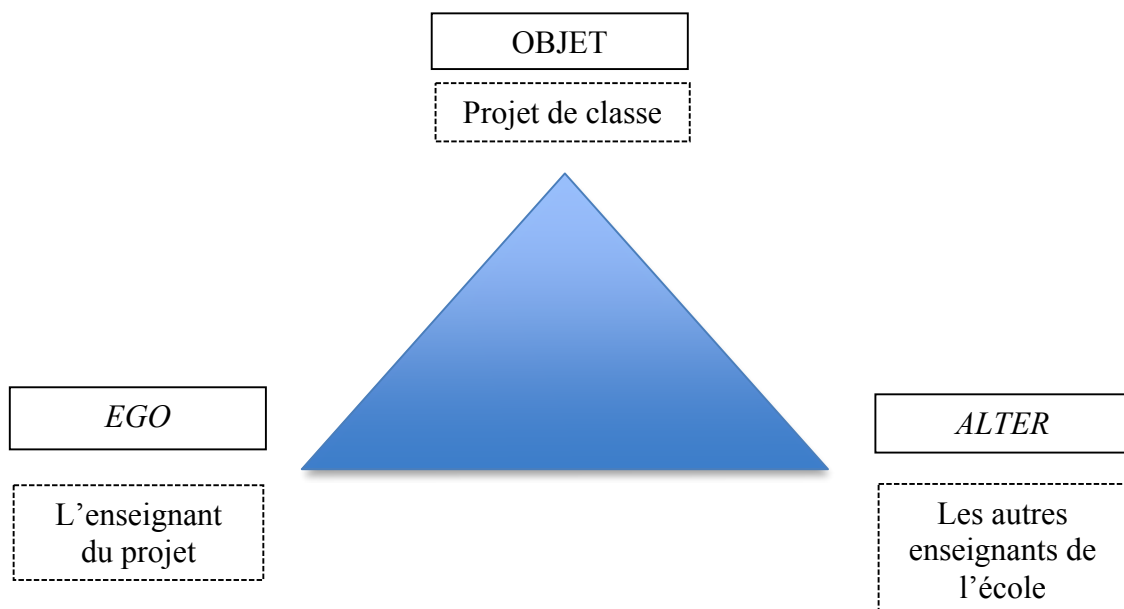 OBJET
Projet de classe
EGO
L’enseignant
du projet
ALTER
Les autres
enseignants de
l’école